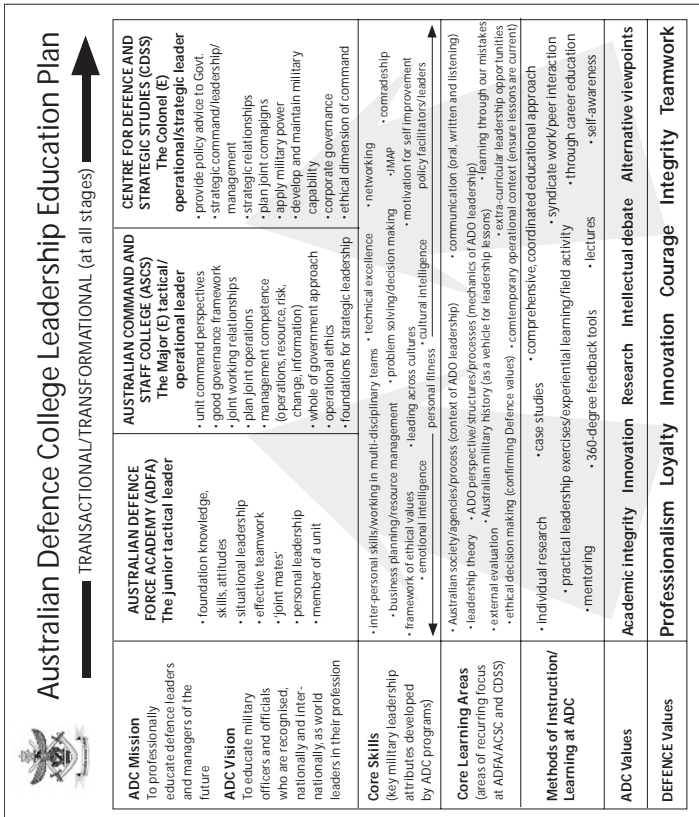 Australian Defence College Leadership Education Plan
TRANSACTIONAL/TRANSFORMATIONAL (at all stages)
ADC Mission
To professionally
educate defence leaders
and managers of the
future
ADC Vision
To educate military
officers and officials
who are recognised,
nationally and inter-
nationally, as world
leaders in their profession
AUSTRALIAN DEFENCE
FORCE ACADEMY (ADFA)
The junior tactical leader
• foundation knowledge,
skills, attitudes
• situational leadership
• effective teamwork
• 'joint mates'
• personal leadership
• member of a unit
AUSTRALIAN COMMAND AND
STAFF COLLEGE (ASCS)
The Major (E) tactical/
operational leader
• unit command perspectives
• good governance framework
• joint working relationships
• plan joint operations
• management competence
(operations, resource, risk,
change, information)
• whole of government approach
• operational ethics
• foundations for strategic leadership
CENTRE FOR DEFENCE AND
STRATEGIC STUDIES (CDSS)
The Colonel (E)
operational/strategic leader
• provide policy advice to Govt.
• strategic command/leadership/
management
• strategic relationships
• plan joint comapigns
• apply military power
• develop and maintain military
capability
• corporate governance
• ethical dimension of command
Core Skills
(key military leadership
attributes developed
by ADC programs)
• inter-personal skills/working in multi-disciplinary teams • technical excellence • networking
• business planning/resource management • problem solving/decision making • JMAP • comradeship
• framework of ethical values • leading across cultures • motivation for self improvement
• emotional intelligence • cultural intelligence policy facilitators/leaders
personal fitness
Core Learning Areas
(areas of recurring focus
at ADFA/ACSC and CDSS)
• Australian society/agencies/process (context of ADO leadership) • communication (oral, written and listening)
• leadership theory • ADO perspective/structures/processes (mechanics of ADO leadership)
• Australian military history (as a vehicle for leadership lessons) • learning through our mistakes
• external evaluation • extra-curricular leadership opportunities
• ethical decision making (confirming Defence values) • comtemporary operational context (ensure lessons are current)
Methods of Instruction/
Learning at ADC
• individual research • case studies • comprehensive, coordinated educational approach
• practical leadership exercises/experiential learning/field activity • syndicate work/peer interaction
• through career education
• mentoring • 360-degree feedback tools • lectures • self-awareness
ADC Values
Academic integrity Innovation Research Intellectual debate Alternative viewpoints
DEFENCE Values
Professionalism Loyalty Innovation Courage Integrity Teamwork